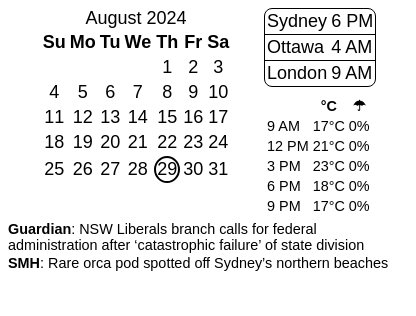 August 2024
Su Mo Tu We Th Fr Sa
1 2 3
4 5 6 7 8 9 10
11 12 13 14 15 16 17
18 19 20 21 22 23 24
25 26 27 28 29 30 31
Sydney 6 PM
Ottawa 4 AM
London 9 AM
°C ☂
9 AM 17°C 0%
12 PM 21°C 0%
3 PM 23°C 0%
6 PM 18°C 0%
9 PM 17°C 0%
Guardian: NSW Liberals branch calls for federal
administration after ‘catastrophic failure’ of state division
SMH: Rare orca pod spotted off Sydney’s northern beaches